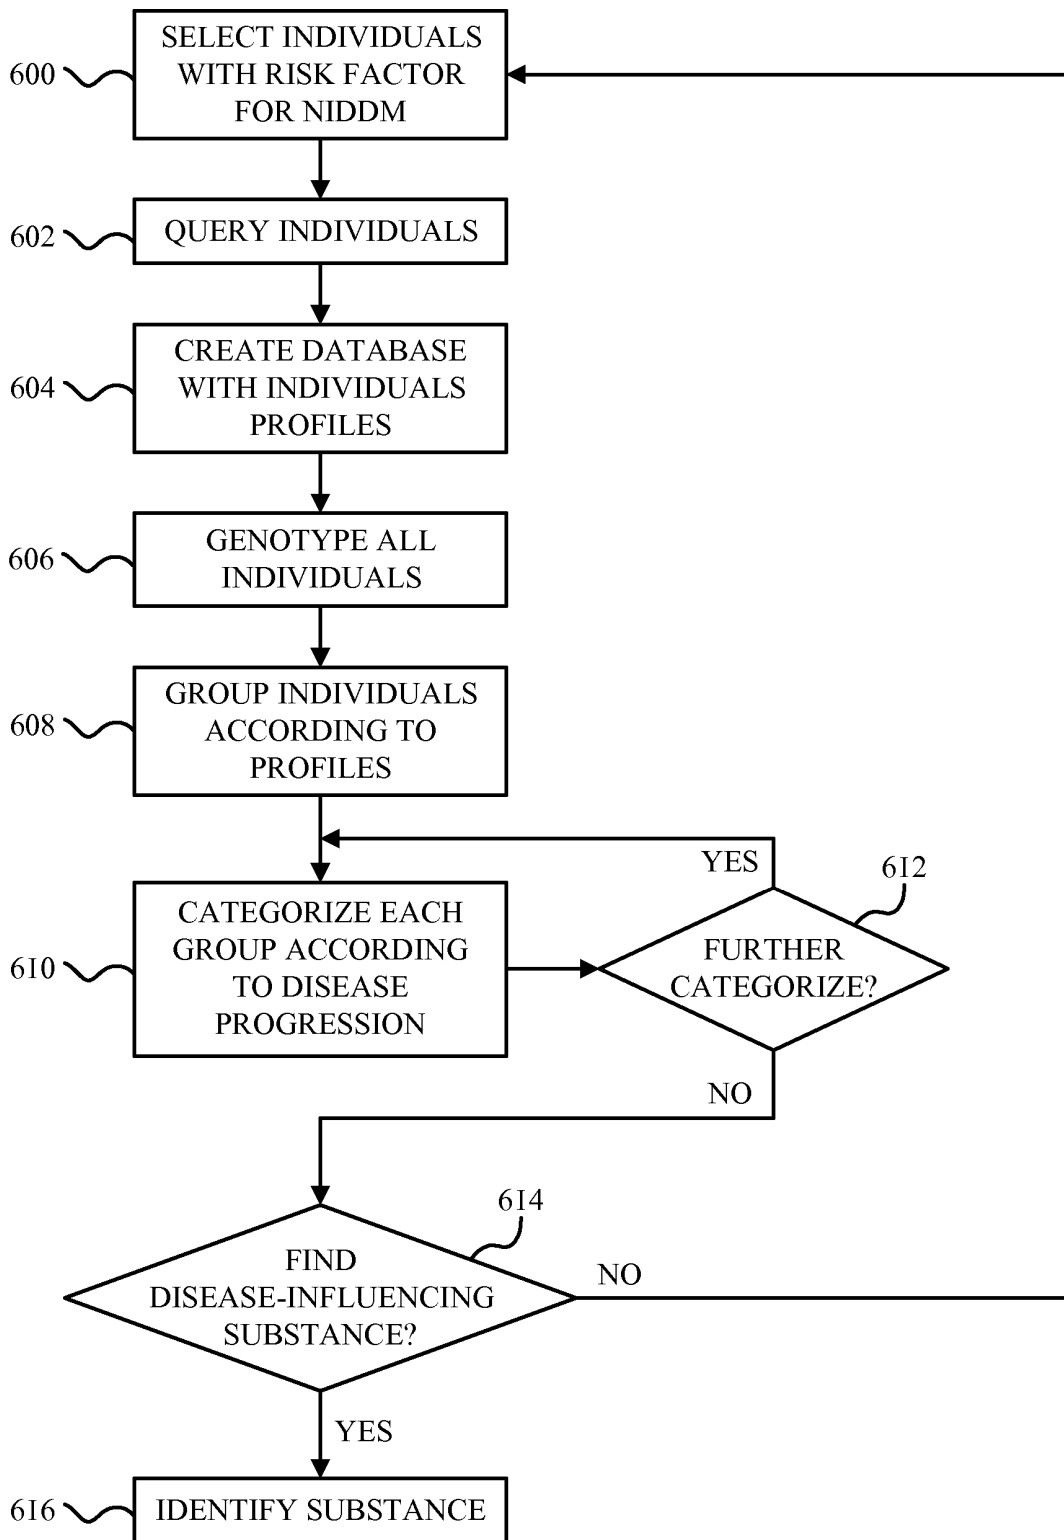 SELECT INDIVIDUALS
WITH RISK FACTOR
FOR NIDDM
600
QUERY INDIVIDUALS
602
CREATE DATABASE
WITH INDIVIDUALS
PROFILES
604
GENOTYPE ALL
INDIVIDUALS
606
GROUP INDIVIDUALS
ACCORDING TO
PROFILES
608
CATEGORIZE EACH
GROUP ACCORDING
TO DISEASE
PROGRESSION
610
YES
612
FURTHER
CATEGORIZE?
NO
614
FIND
DISEASE-INFLUENCING
SUBSTANCE?
NO
YES
IDENTIFY SUBSTANCE
616